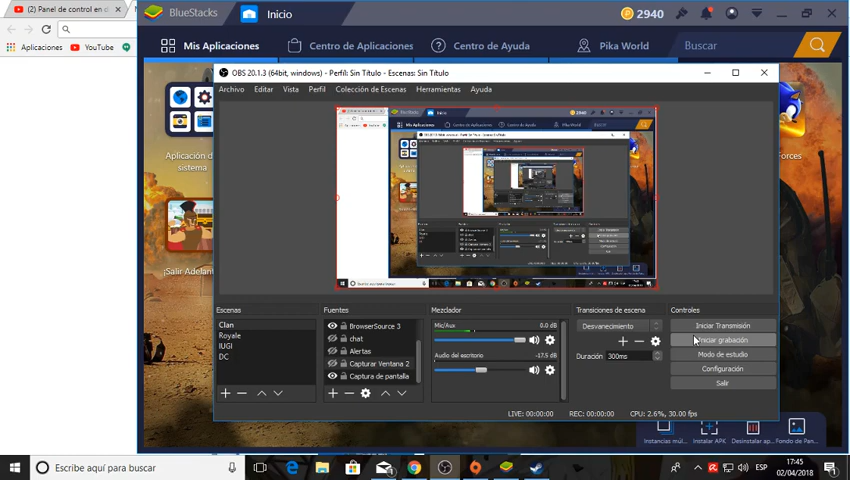 (2) Panel de control en d
BlueStacks
Inicio
2940
Aplicaciones
YouTube
Mis Aplicaciones
Centro de Aplicaciones
Centro de Ayuda
Pika World
Buscar
OBS 20.1.3 (64bit, windows) - Perfil: Sin Título - Escenas: Sin Título
Archivo
Editar
Vista
Perfil
Colección de Escenas
Herramientas
Ayuda
Aplicación d
sistema
Forces
¡Salir Adelan
Escenas
Fuentes
Mezclador
Transiciones de escena
Controles
Clan
Royale
IUGI
DC
BrowserSource 3
chat
Alertas
Capturar Ventana 2
Captura de pantalla
Mic/Aux
0.0 dB
Audio del escritorio
-17.5 dB
Desvanecimiento
Duración
300ms
Iniciar Transmisión
Iniciar grabación
Modo de estudio
Configuración
Salir
LIVE: 00:00:00
REC: 00:00:00
CPU: 2.6%, 30.00 fps
Instancias múl...
Instalar APK
Desinstalar ap...
Fondo de Pan...
Escribe aquí para buscar
ESP
17:45
02/04/2018